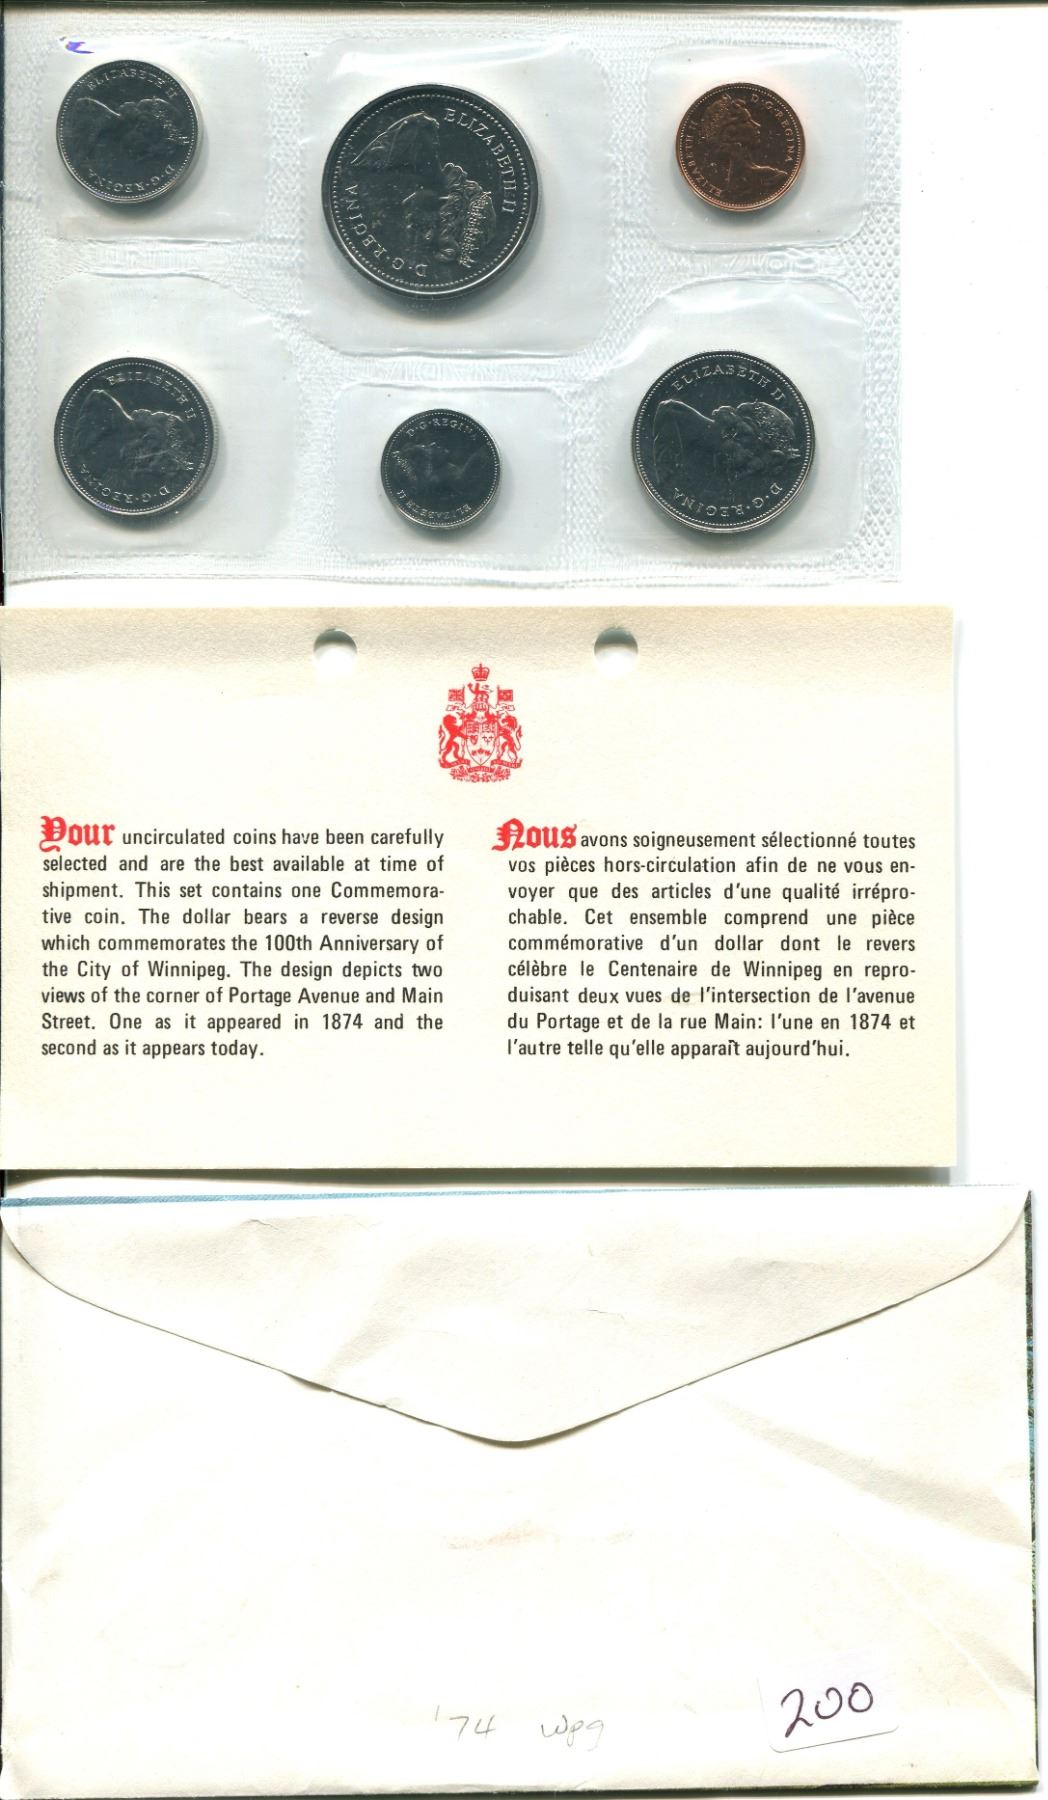 ELIZABETH II D·G·REGINA
ELIZABETH II D·G·REGINA
ELIZABETH II D·G·REGINA
ELIZABETH II D·G·REGINA
ELIZABETH II D·G·REGINA
ELIZABETH II D·G·REGINA
Your uncirculated coins have been carefully
selected and are the best available at time of
shipment. This set contains one Commemora-
tive coin. The dollar bears a reverse design
which commemorates the 100th Anniversary of
the City of Winnipeg. The design depicts two
views of the corner of Portage Avenue and Main
Street. One as it appeared in 1874 and the
second as it appears today.
Nous avons soigneusement sélectionné toutes
vos pièces hors-circulation afin de ne vous en-
voyer que des articles d'une qualité irrépro-
chable. Cet ensemble comprend une pièce
commémorative d'un dollar dont le revers
célèbre le Centenaire de Winnipeg en repro-
duisant deux vues de l'intersection de l'avenue
du Portage et de la rue Main: l'une en 1874 et
l'autre telle qu'elle apparaît aujourd'hui.
'74 wpg
200